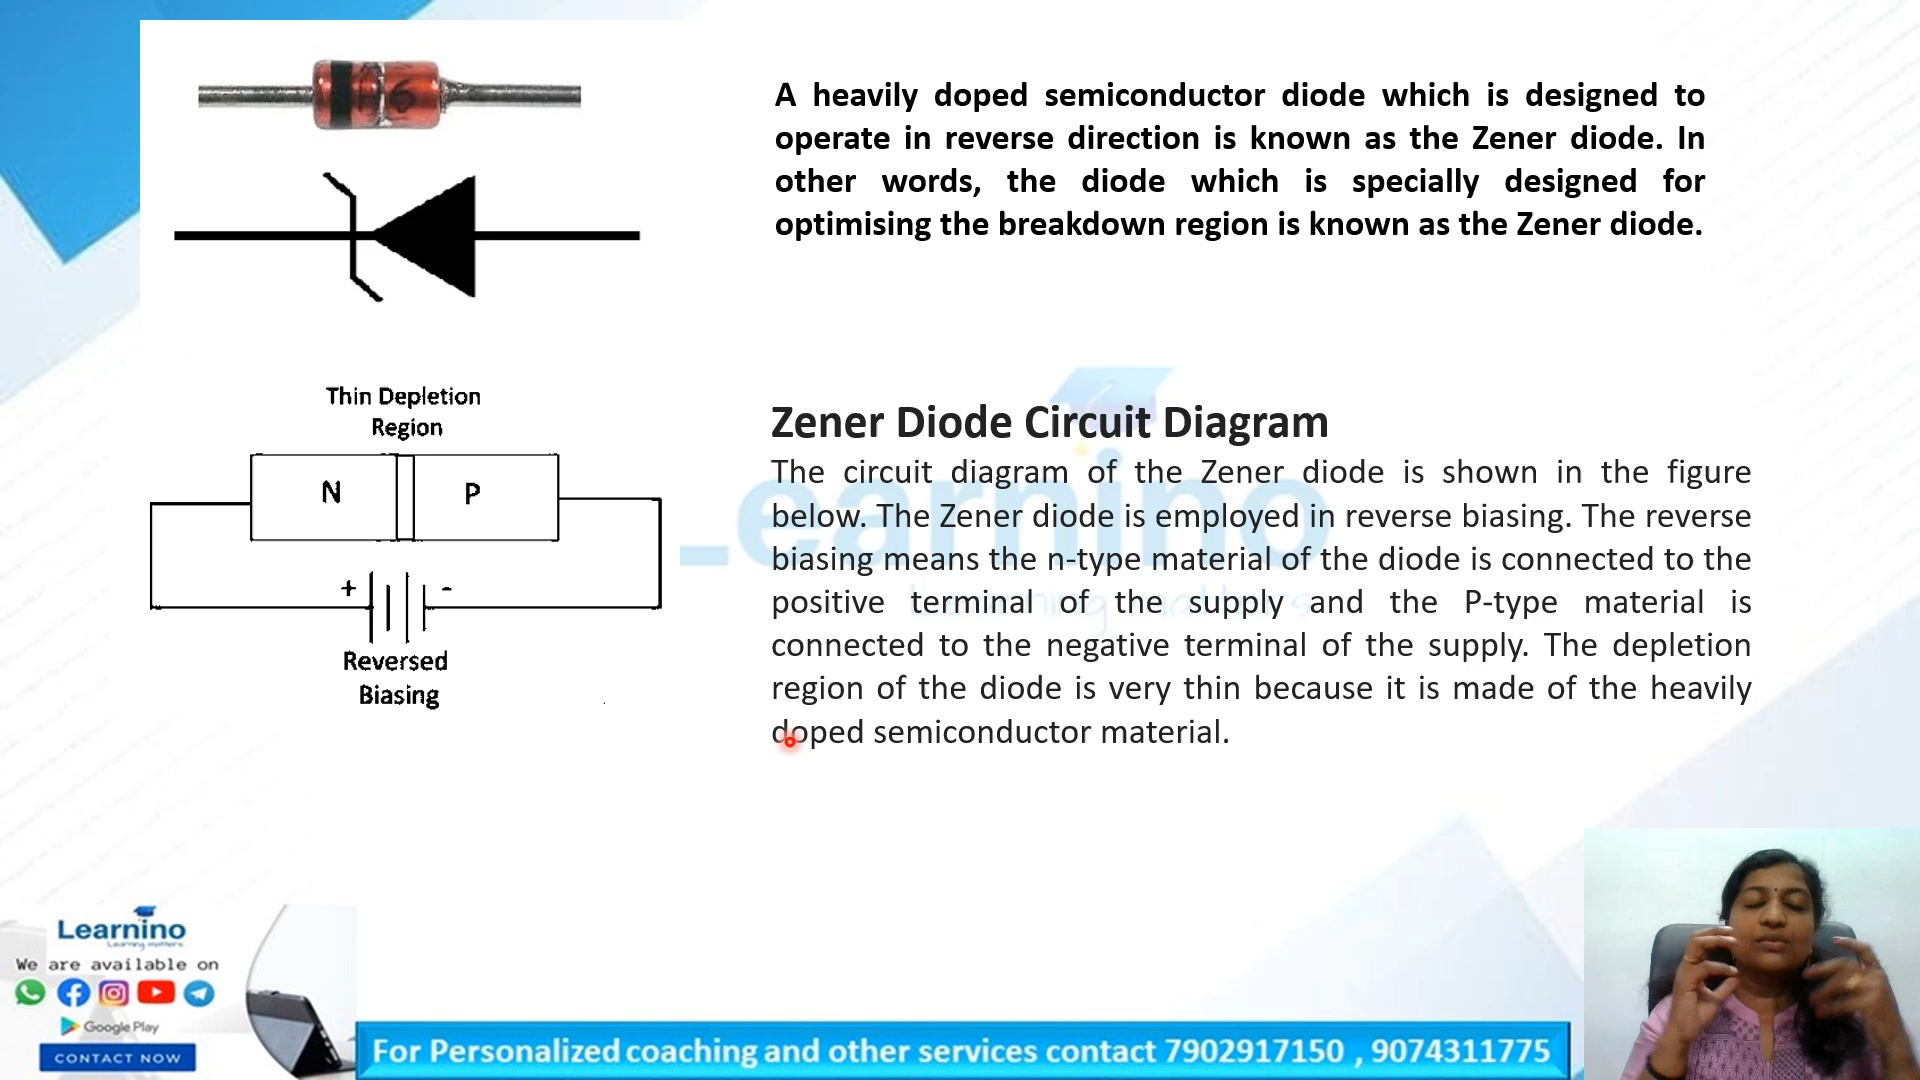 6
A heavily doped semiconductor diode which is designed to
operate in reverse direction is known as the Zener diode. In
other words, the diode which is specially designed for
optimising the breakdown region is known as the Zener diode.
Thin Depletion
Region
N P
+ -
Reversed
Biasing
Zener Diode Circuit Diagram
The circuit diagram of the Zener diode is shown in the figure
below. The Zener diode is employed in reverse biasing. The reverse
biasing means the n-type material of the diode is connected to the
positive terminal of the supply and the P-type material is
connected to the negative terminal of the supply. The depletion
region of the diode is very thin because it is made of the heavily
doped semiconductor material.
Learnino
Learning matters
Learnino
Learning matters
We are available on
Google Play
CONTACT NOW
For Personalized coaching and other services contact 7902917150 , 9074311775